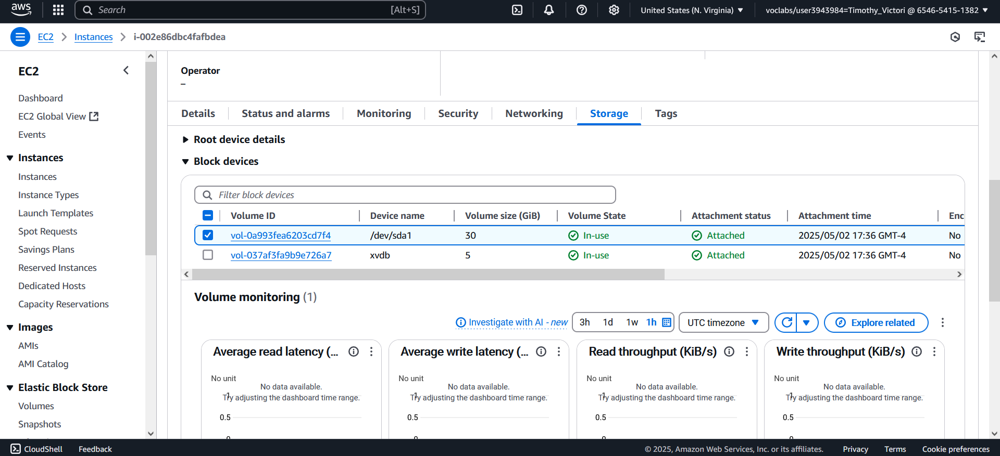 aws
Search [Alt+S]
United States (N. Virginia)
voclabs/user3943984=Timothy_Victori @ 6546-5415-1382
EC2
Instances
i-002e86dbc4fafbdea
EC2
Dashboard
EC2 Global View
Events
Instances
Instances
Instance Types
Launch Templates
Spot Requests
Savings Plans
Reserved Instances
Dedicated Hosts
Capacity Reservations
Images
AMIs
AMI Catalog
Elastic Block Store
Volumes
Snapshots
Operator
–
Details
Status and alarms
Monitoring
Security
Networking
Storage
Tags
Root device details
Block devices
Filter block devices
Volume ID Device name Volume size (GiB) Volume State Attachment status Attachment time Enc
vol-0a993fea6203cd7f4 /dev/sda1 30 In-use Attached 2025/05/02 17:36 GMT-4 No
vol-037af3fa9b9e726a7 xvdb 5 In-use Attached 2025/05/02 17:36 GMT-4 No
Volume monitoring (1)
Investigate with AI - new
3h 1d 1w 1h
UTC timezone
Explore related
Average read latency (...
No unit
No data available.
1
Try adjusting the dashboard time range.
0.5
0
Average write latency (...
No unit
No data available.
1
Try adjusting the dashboard time range.
0.5
0
Read throughput (KiB/s)
No unit
No data available.
1
Try adjusting the dashboard time range.
0.5
0
Write throughput (KiB/s)
No unit
No data available.
1
Try adjusting the dashboard time range.
0.5
0
CloudShell
Feedback
© 2025, Amazon Web Services, Inc. or its affiliates.
Privacy
Terms
Cookie preferences